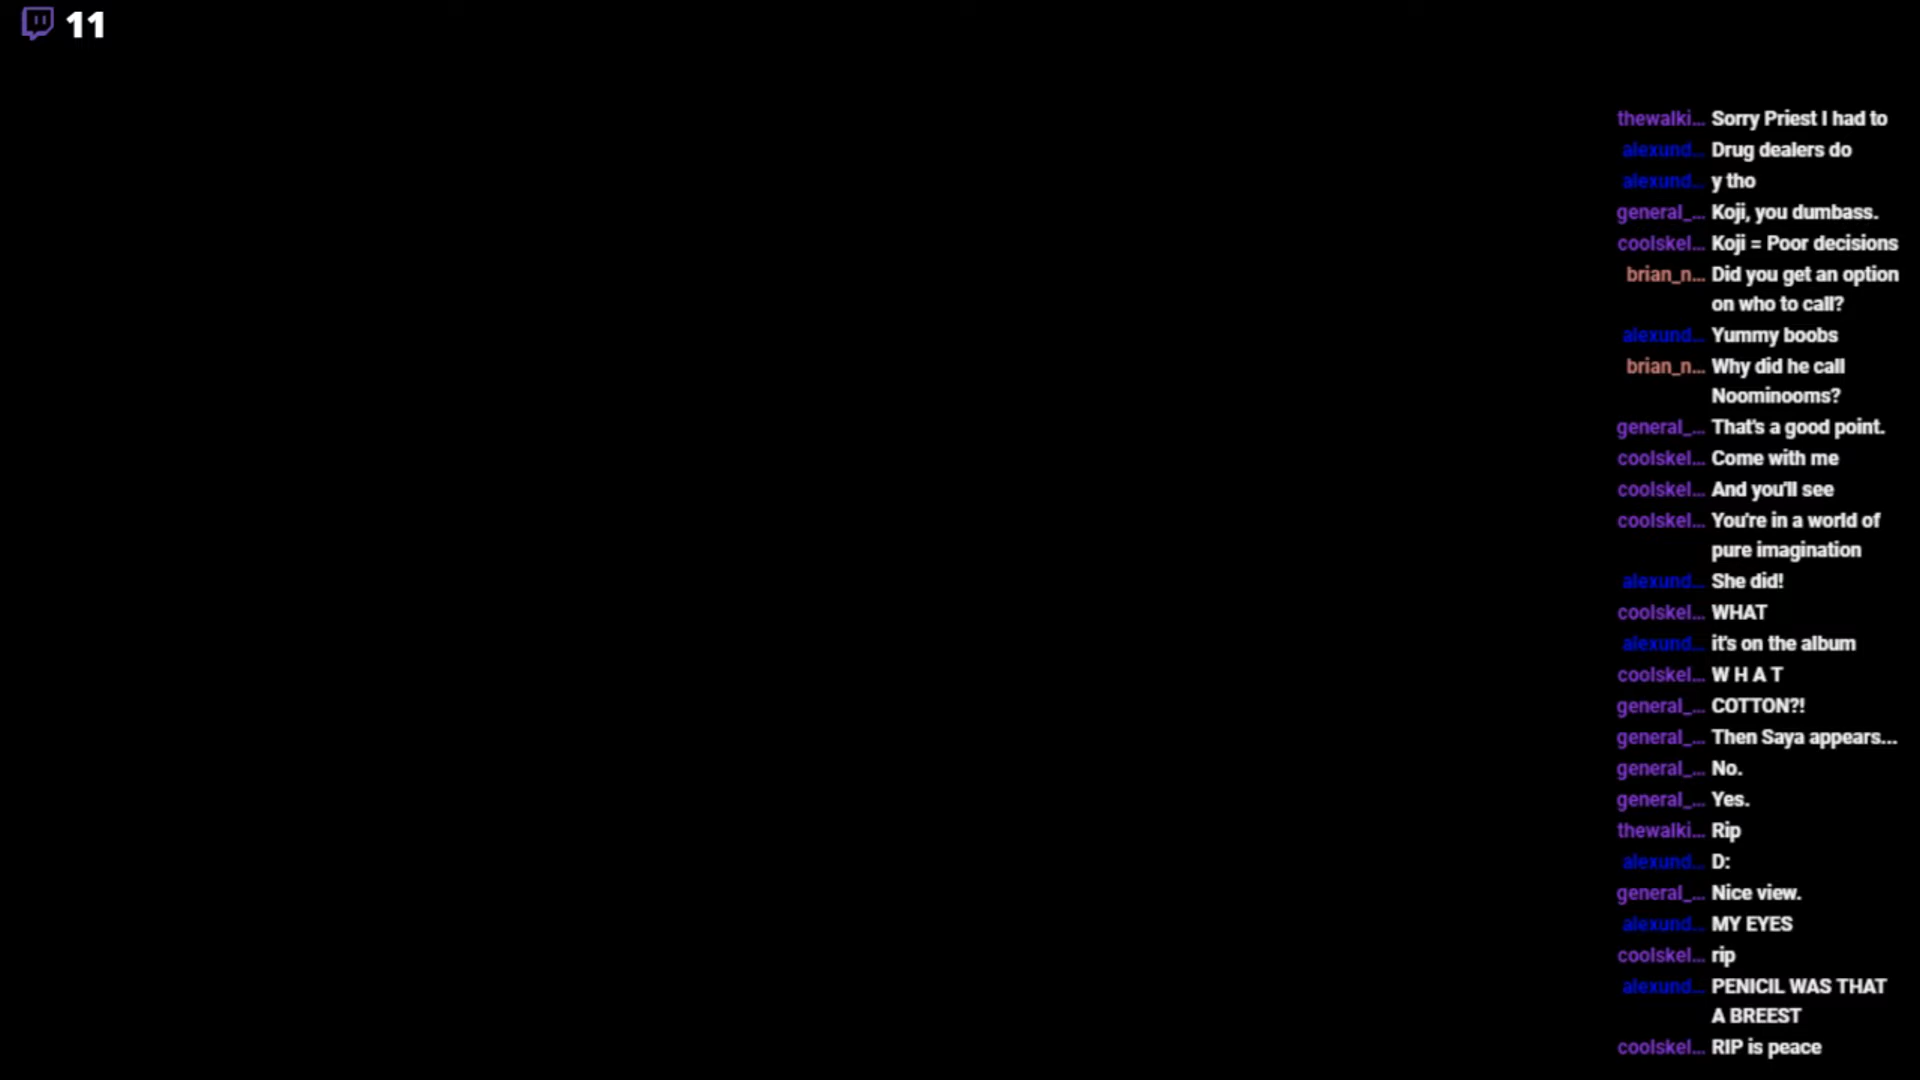 11
thewalki... Sorry Priest I had to
alexund... Drug dealers do
alexund... y tho
general_... Koji, you dumbass.
coolskel... Koji = Poor decisions
brian_n... Did you get an option
on who to call?
alexund... Yummy boobs
brian_n... Why did he call
Noominooms?
general_... That's a good point.
coolskel... Come with me
coolskel... And you'll see
coolskel... You're in a world of
pure imagination
alexund... She did!
coolskel... WHAT
alexund... it's on the album
coolskel... W H A T
general_... COTTON?!
general_... Then Saya appears...
general_... No.
general_... Yes.
thewalki... Rip
alexund... D:
general_... Nice view.
alexund... MY EYES
coolskel... rip
alexund... PENICIL WAS THAT
A BREEST
coolskel... RIP is peace